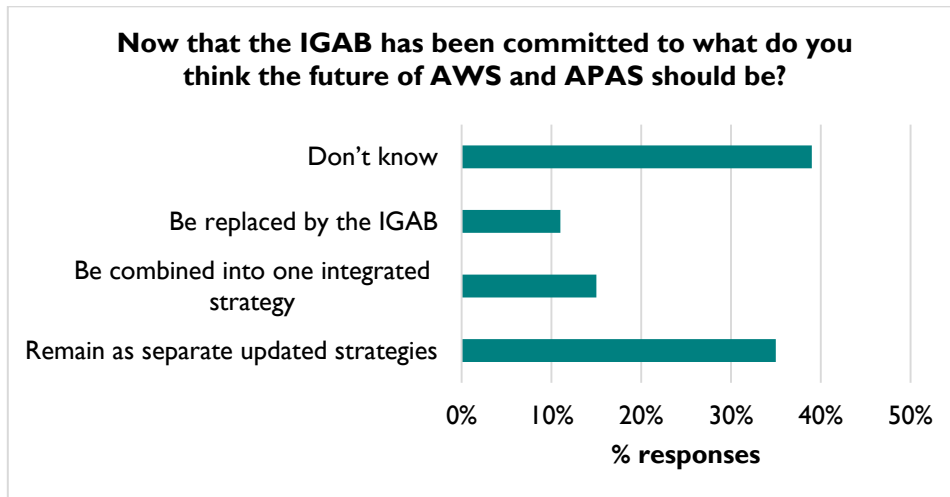 Now that the IGAB has been committed to what do you
think the future of AWS and APAS should be?
Don't know
Be replaced by the IGAB
Be combined into one integrated
strategy
Remain as separate updated strategies
0% 10% 20% 30% 40% 50%
% responses